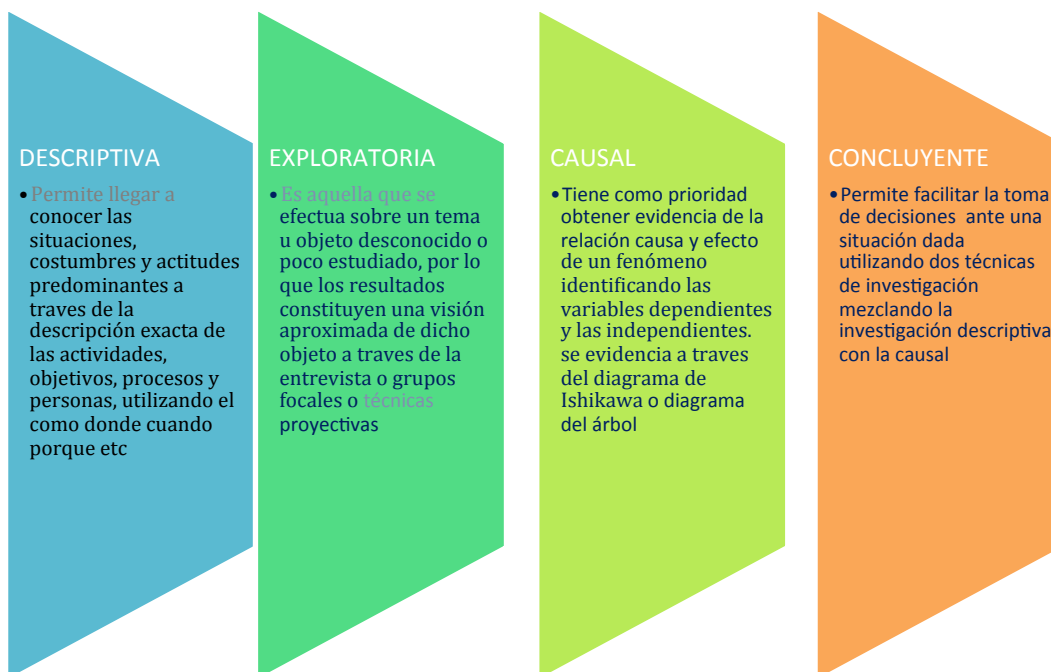 DESCRIPTIVA
•Permite llegar a
conocer las
situaciones,
costumbres y actitudes
predominantes a
traves de la
descripción exacta de
las actividades,
objetivos, procesos y
personas, utilizando el
como donde cuando
porque etc
EXPLORATORIA
•Es aquella que se
efectua sobre un tema
u objeto desconocido o
poco estudiado, por lo
que los resultados
constituyen una visión
aproximada de dicho
objeto a traves de la
entrevista o grupos
focales o técnicas
proyectivas
CAUSAL
•Tiene como prioridad
obtener evidencia de la
relación causa y efecto
de un fenómeno
identificando las
variables dependientes
y las independientes.
se evidencia a traves
del diagrama de
Ishikawa o diagrama
del árbol
CONCLUYENTE
•Permite facilitar la toma
de decisiones ante una
situación dada
utilizando dos técnicas
de investigación
mezclando la
investigación descriptiva
con la causal